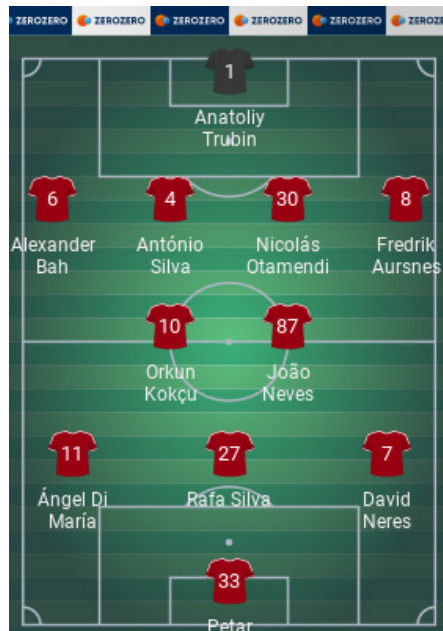 ZEROZERO ZEROZERO ZEROZERO ZEROZERO ZEROZERO ZEROZE
1
Anatoliy
Trubin
6 4 30 8
Alexander António Nicolás Fredrik
Bah Silva Otamendi Aursnes
10 87
Orkun João
Kokçu Neves
11 27 7
Ángel Di Rafa Silva David
María Neres
33
Petar